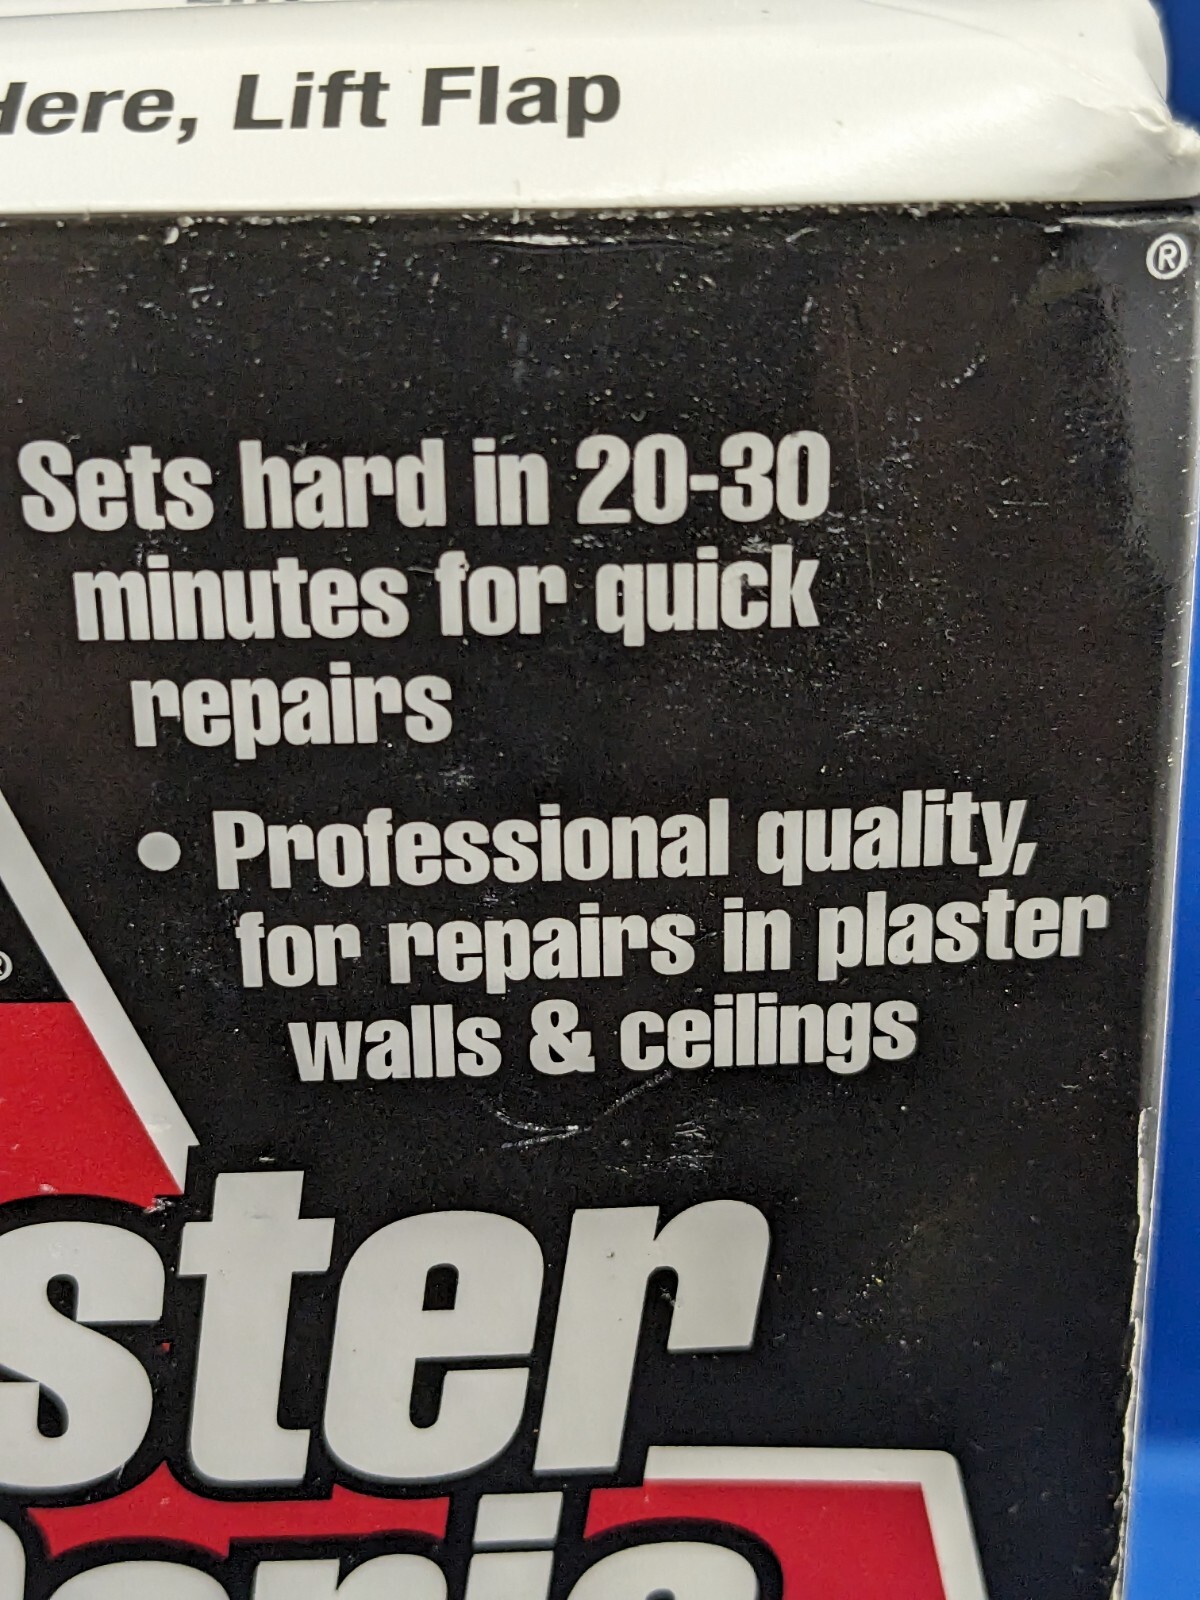 Here, Lift Flap
®
Sets hard in 20-30
minutes for quick
repairs
• Professional quality,
for repairs in plaster
walls & ceilings
®
ster